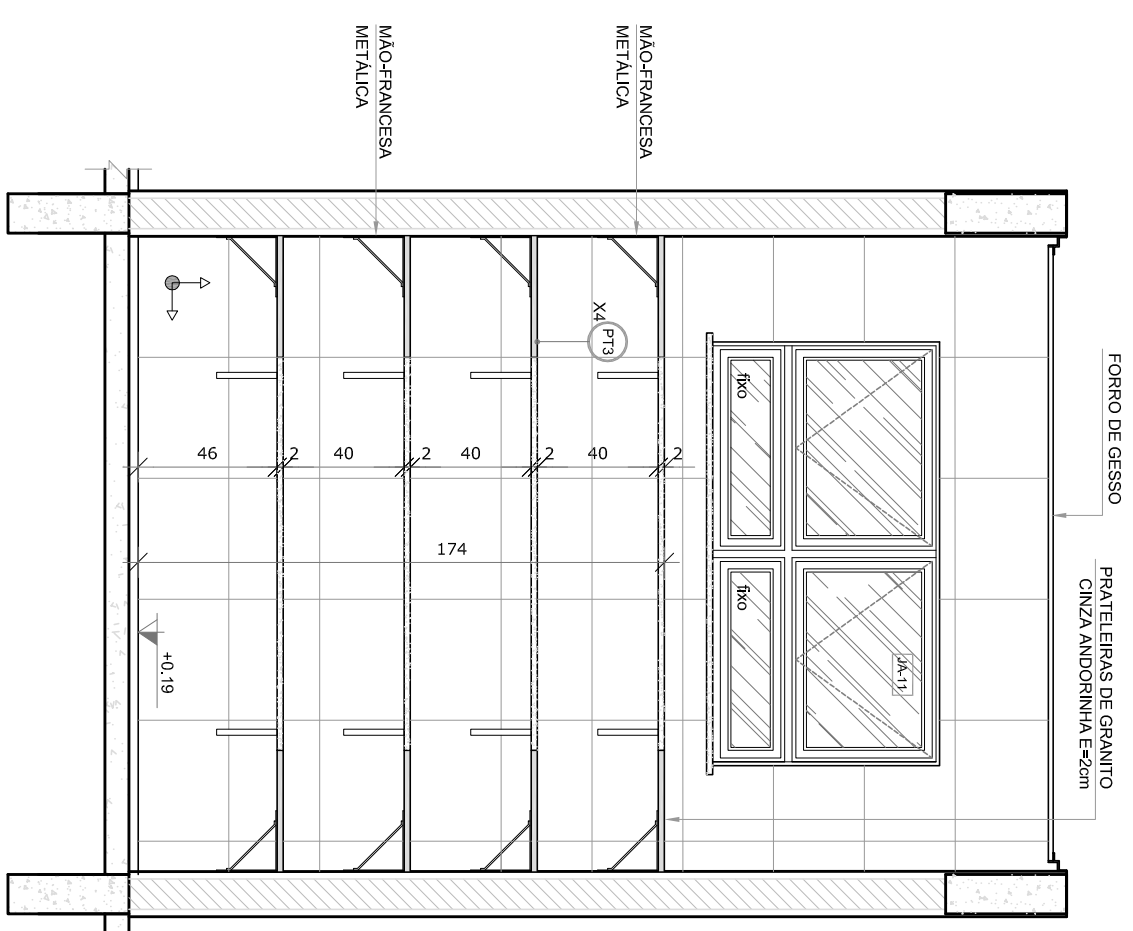 MÃO-FRANCESA
METÁLICA
MÃO-FRANCESA
METÁLICA
FORRO DE GESSO
PRATELEIRAS DE GRANITO
CINZA ANDORINHA E=2cm
PT3
X4
fixo
fixo
JA-11
46
2
40
2
40
2
40
2
174
+0.19